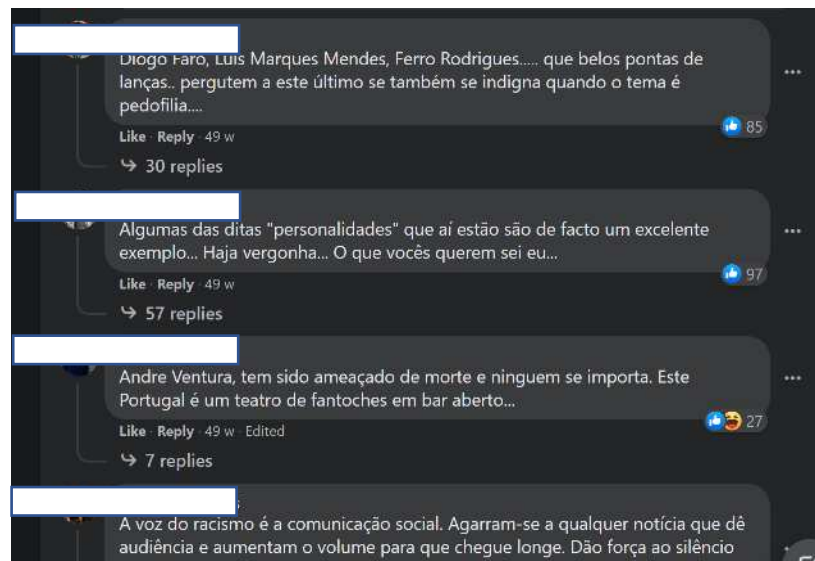 Diogo Faro, Luís Marques Mendes, Ferro Rodrigues..... que belos pontas de
lanças.. pergutem a este último se também se indigna quando o tema é
pedofilia....
85
Like · Reply · 49 w
30 replies
Algumas das ditas "personalidades" que aí estão são de facto um excelente
exemplo... Haja vergonha... O que vocês querem sei eu...
97
Like · Reply · 49 w
57 replies
Andre Ventura, tem sido ameaçado de morte e ninguem se importa. Este
Portugal é um teatro de fantoches em bar aberto...
27
Like · Reply · 49 w · Edited
7 replies
A voz do racismo é a comunicação social. Agarram-se a qualquer notícia que dê
audiência e aumentam o volume para que chegue longe. Dão força ao silêncio